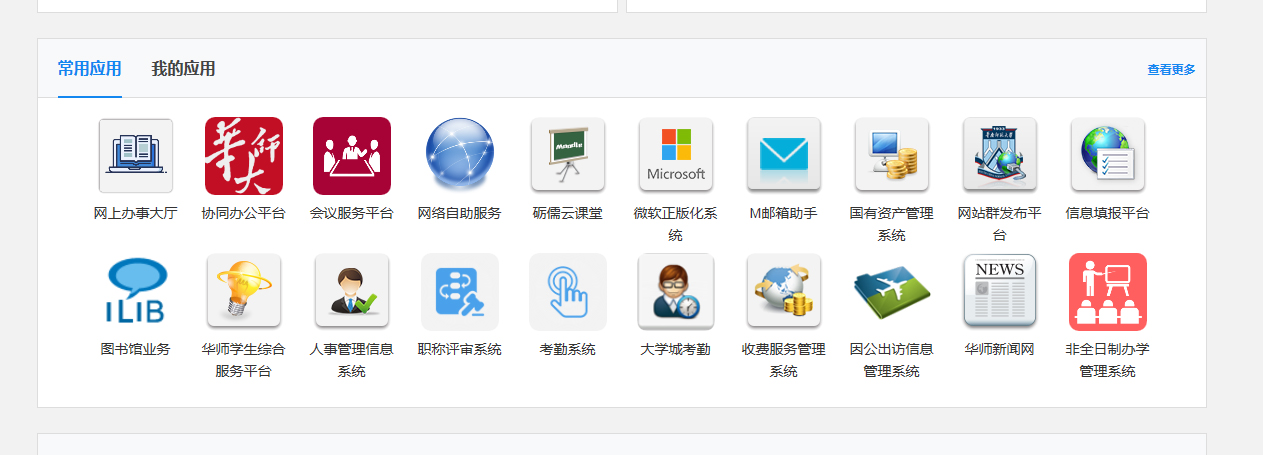 常用应用 我的应用 查看更多
华师大 Moodle Microsoft
网上办事大厅 协同办公平台 会议服务平台 网络自助服务 砺儒云课堂 微软正版化系统 M邮箱助手 国有资产管理系统 网站群发布平台 信息填报平台
iLIB NEWS
图书馆业务 华师学生综合服务平台 人事管理信息系统 职称评审系统 考勤系统 大学城考勤 收费服务管理系统 因公出访信息管理系统 华师新闻网 非全日制办学管理系统